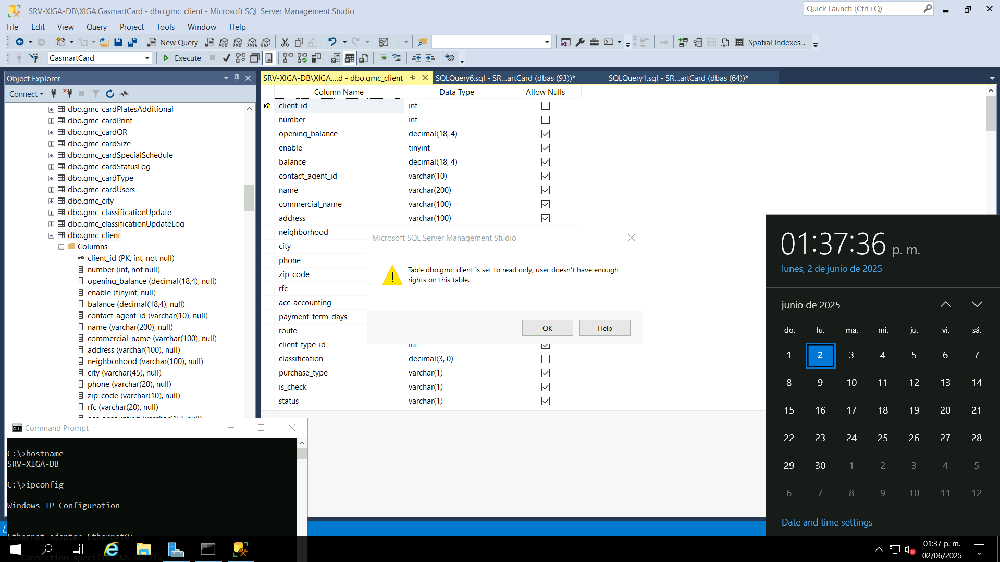 SRV-XIGA-DB\XIGA.GasmartCard - dbo.gmc_client - Microsoft SQL Server Management Studio
Quick Launch (Ctrl+Q)
File Edit View Query Project Tools Window Help
New Query
MDX DMX XMLA DAX
Spatial Indexes...
GasmartCard
Execute
Object Explorer
SRV-XIGA-DB\XIGA....d - dbo.gmc_client
SQLQuery6.sql - SR...artCard (dbas (93))*
SQLQuery1.sql - SR...artCard (dbas (64))*
Connect
dbo.gmc_cardPlatesAdditional
dbo.gmc_cardPrint
dbo.gmc_cardQR
dbo.gmc_cardSize
dbo.gmc_cardSpecialSchedule
dbo.gmc_cardStatusLog
dbo.gmc_cardType
dbo.gmc_cardUsers
dbo.gmc_city
dbo.gmc_classificationUpdate
dbo.gmc_classificationUpdateLog
dbo.gmc_client
Columns
client_id (PK, int, not null)
number (int, not null)
opening_balance (decimal(18,4), null)
enable (tinyint, null)
balance (decimal(18,4), null)
contact_agent_id (varchar(10), null)
name (varchar(200), null)
commercial_name (varchar(100), null)
address (varchar(100), null)
neighborhood (varchar(100), null)
city (varchar(45), null)
phone (varchar(20), null)
zip_code (varchar(10), null)
rfc (varchar(20), null)
acc_accounting (varchar(15), null)
Column Name Data Type Allow Nulls
client_id int
number int
opening_balance decimal(18, 4)
enable tinyint
balance decimal(18, 4)
contact_agent_id varchar(10)
name varchar(200)
commercial_name varchar(100)
address varchar(100)
neighborhood
city
phone
zip_code
rfc
acc_accounting
payment_term_days
route
client_type_id int
classification decimal(3, 0)
purchase_type varchar(1)
is_check varchar(1)
status varchar(1)
Microsoft SQL Server Management Studio
Table dbo.gmc_client is set to read only, user doesn't have enough
rights on this table.
OK Help
Command Prompt
C:\>hostname
SRV-XIGA-DB
C:\>ipconfig
Windows IP Configuration
Ethernet adapter Ethernet0:
Connection-specific DNS Suffix
01:37:36 p. m.
lunes, 2 de junio de 2025
junio de 2025
do. lu. ma. mi. ju. vi. sá.
1 2 3 4 5 6 7
8 9 10 11 12 13 14
15 16 17 18 19 20 21
22 23 24 25 26 27 28
29 30 1 2 3 4 5
6 7 8 9 10 11 12
Date and time settings
01:37 p. m.
02/06/2025